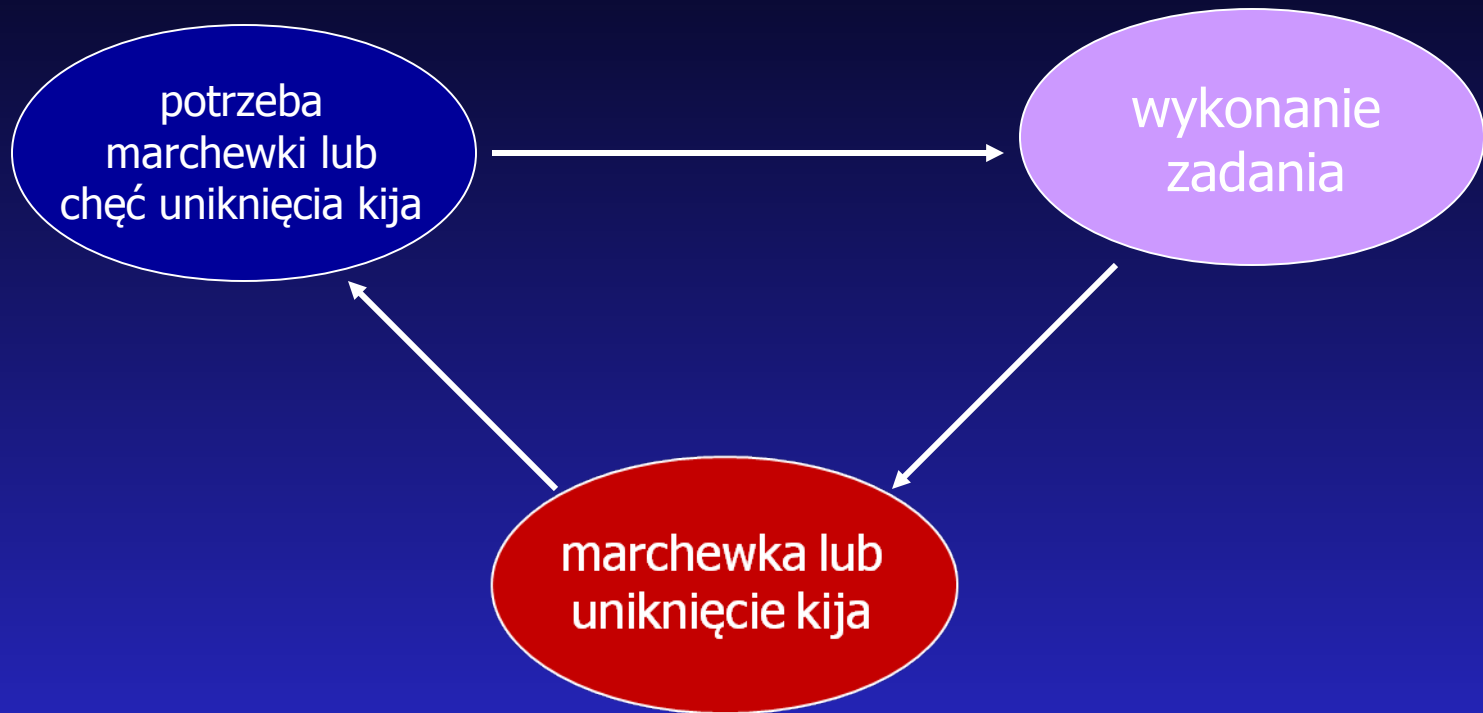 potrzeba
marchewki lub
chęć uniknięcia kija
wykonanie
zadania
marchewka lub
uniknięcie kija